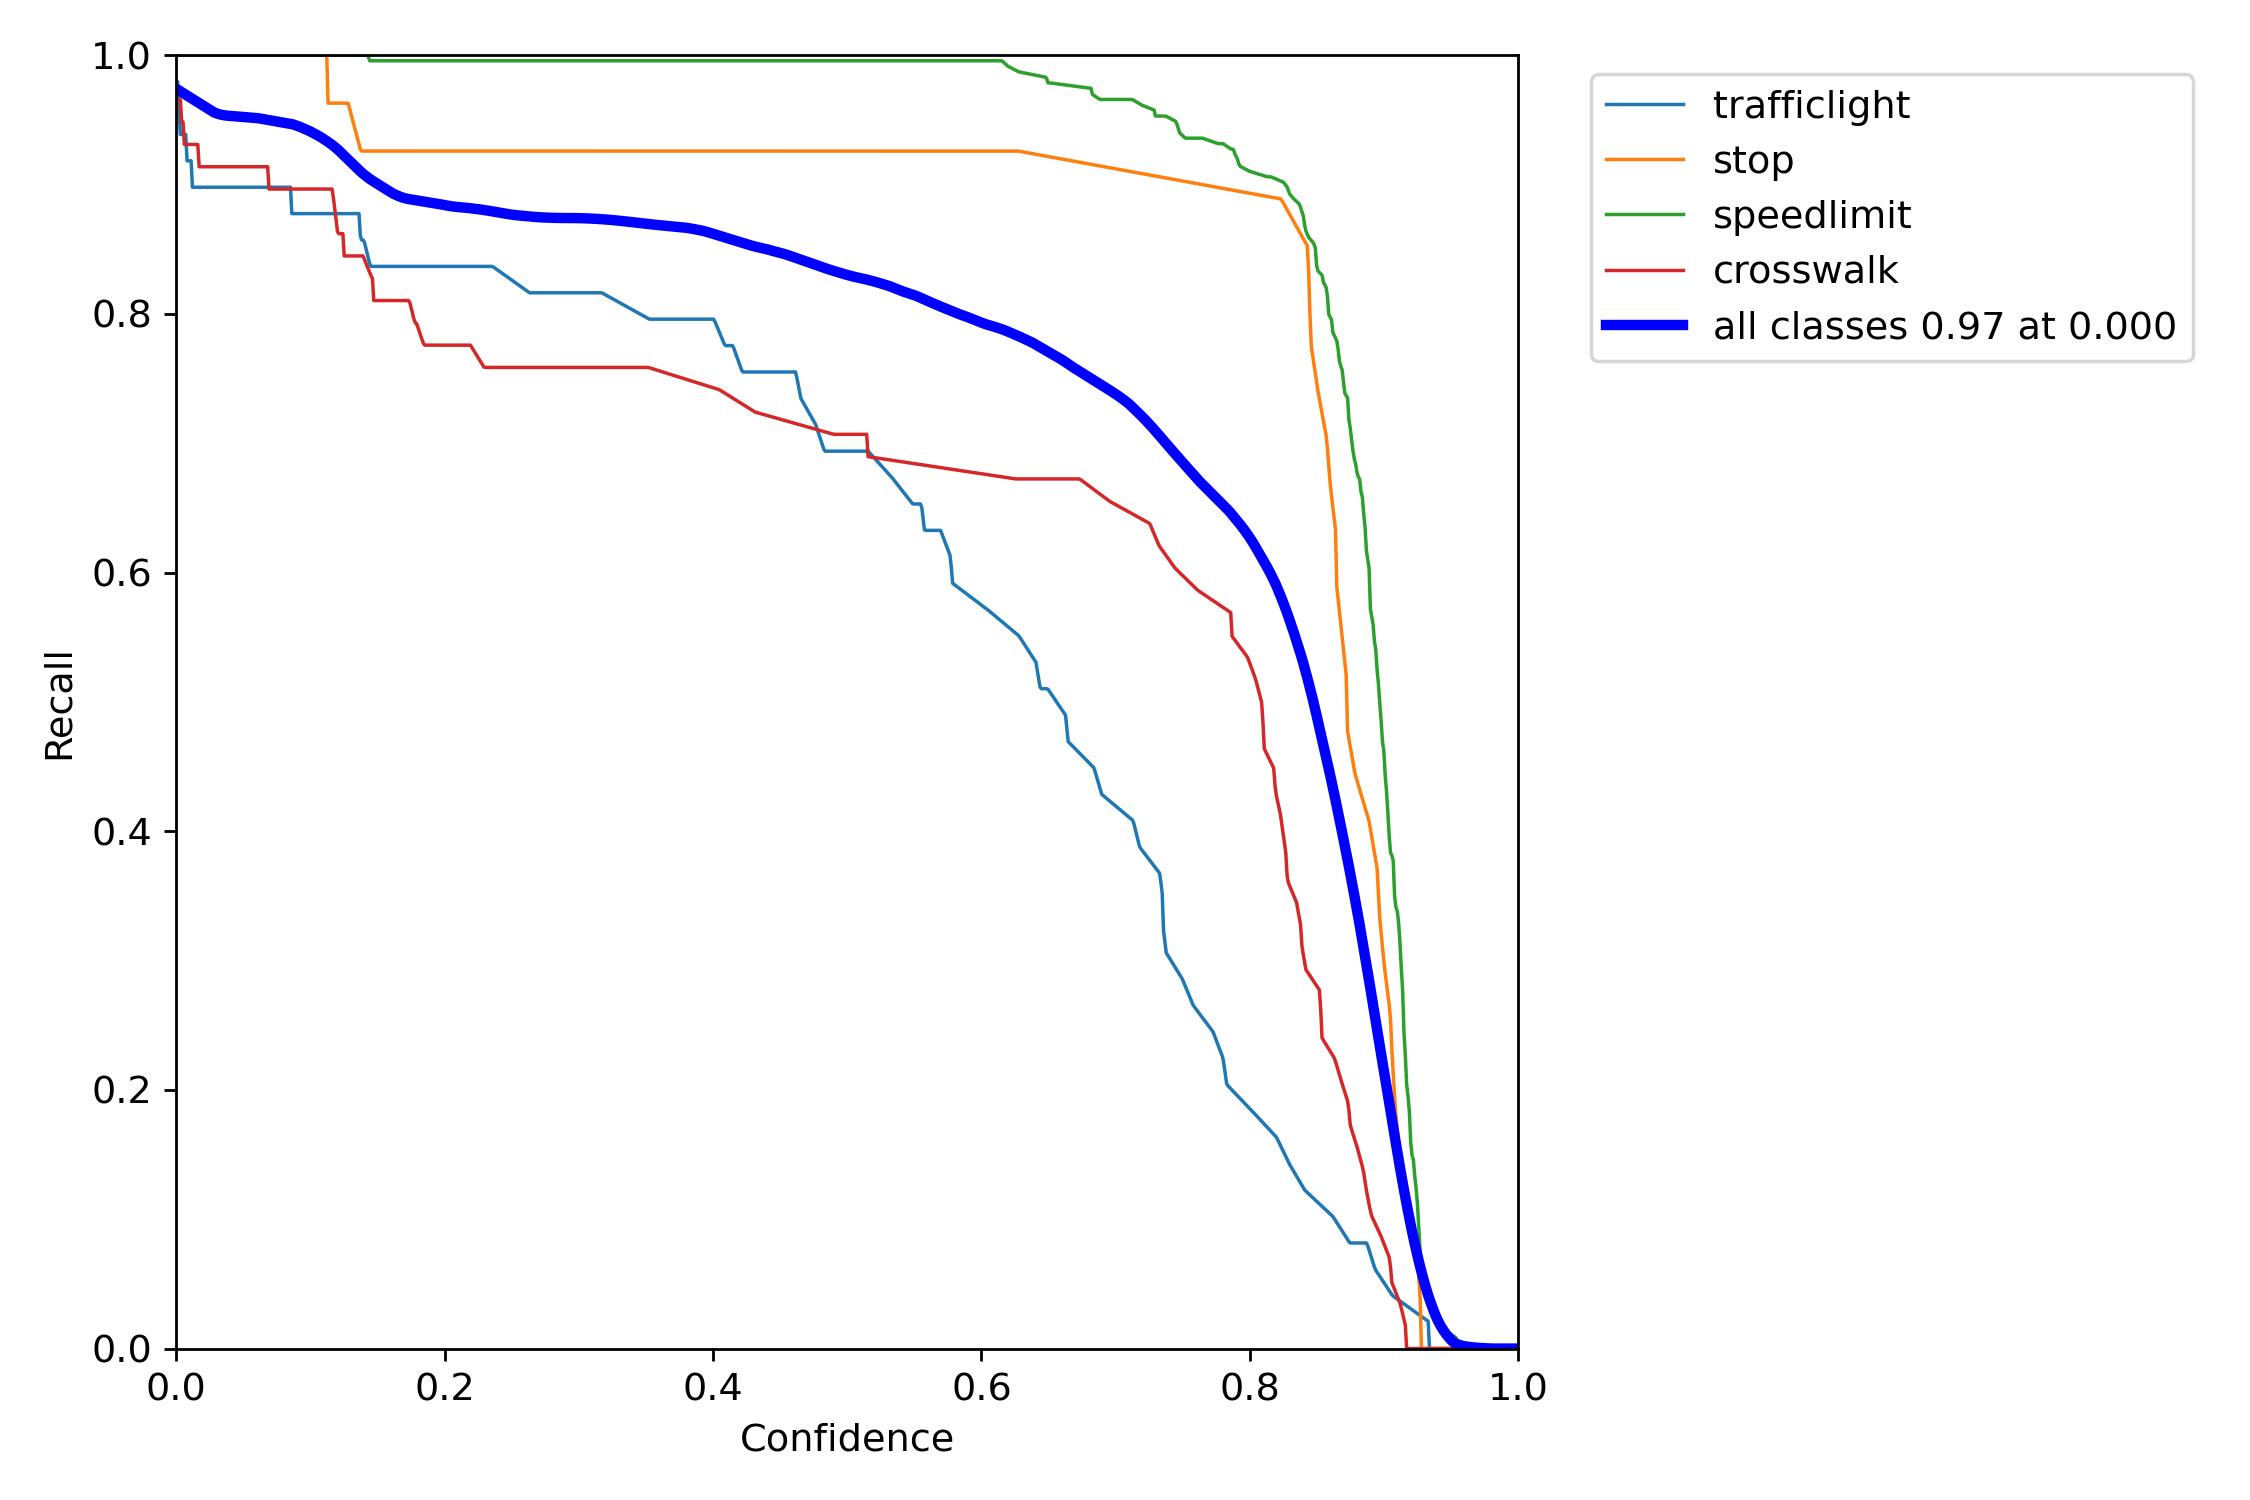 1.0
0.8
0.6
0.4
0.2
0.0
Recall
0.0 0.2 0.4 0.6 0.8 1.0
Confidence
trafficlight
stop
speedlimit
crosswalk
all classes 0.97 at 0.000